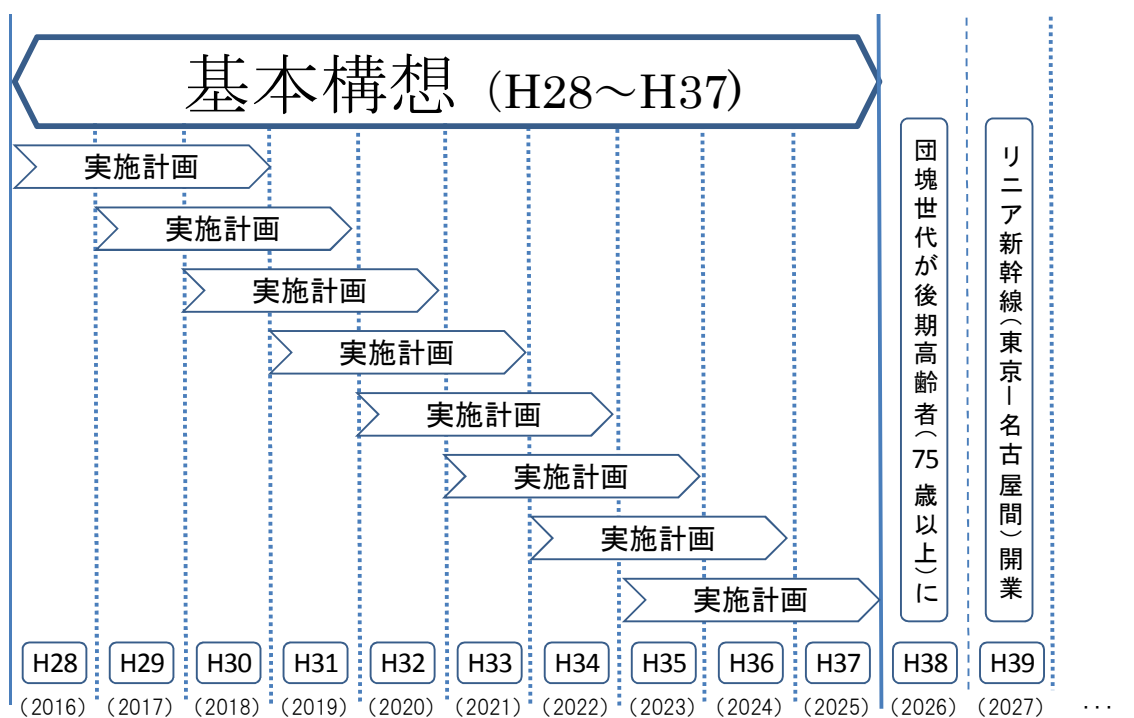 基本構想 (H28～H37)
実施計画
実施計画
実施計画
実施計画
実施計画
実施計画
実施計画
実施計画
団塊世代が後期高齢者(75歳以上)に
リニア新幹線(東京―名古屋間)開業
H28 H29 H30 H31 H32 H33 H34 H35 H36 H37 H38 H39
(2016) (2017) (2018) (2019) (2020) (2021) (2022) (2023) (2024) (2025) (2026) (2027) ···